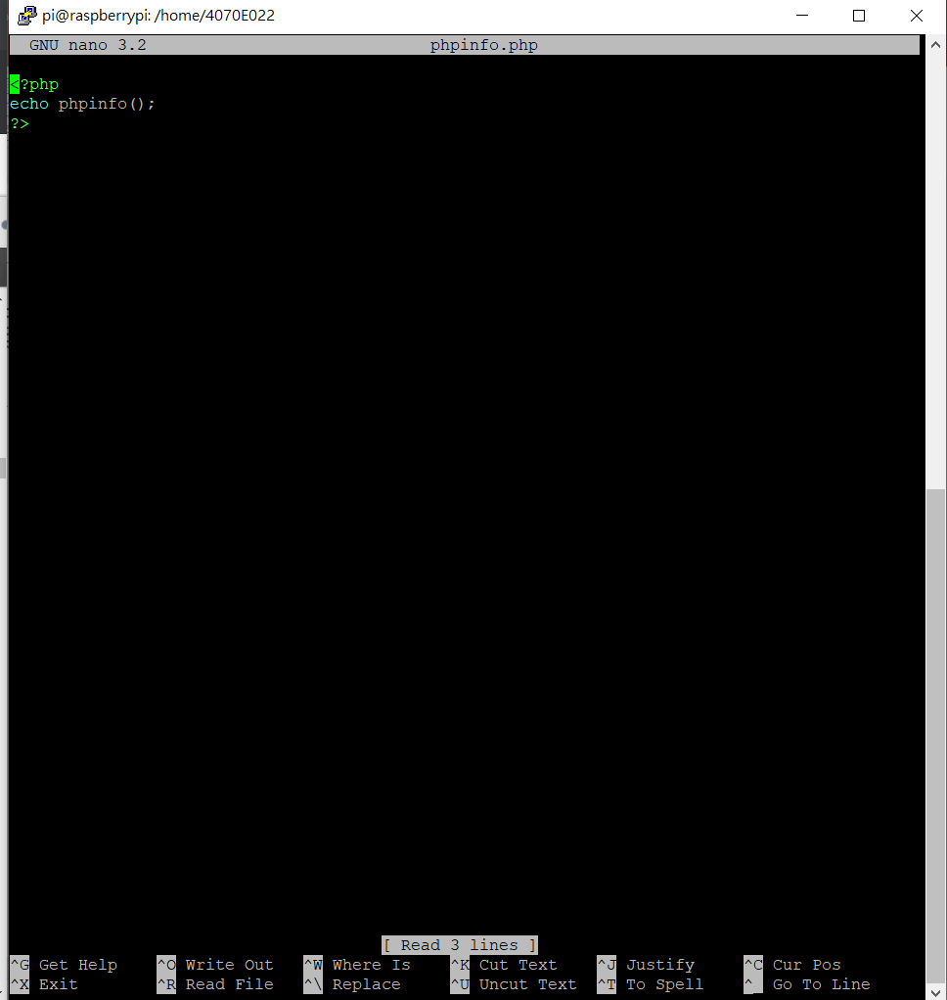 pi@raspberrypi: /home/4070E022
GNU nano 3.2 phpinfo.php
<?php
echo phpinfo();
?>
[ Read 3 lines ]
^G Get Help ^O Write Out ^W Where Is ^K Cut Text ^J Justify ^C Cur Pos
^X Exit ^R Read File ^\ Replace ^U Uncut Text ^T To Spell ^_ Go To Line